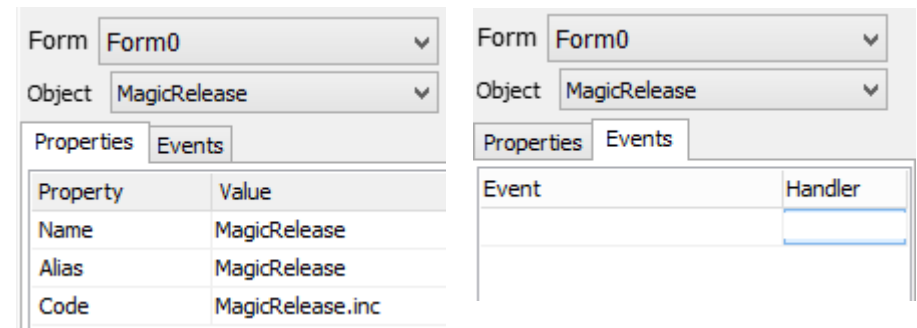 Form Form0
Object MagicRelease
Properties Events
Property Value
Name MagicRelease
Alias MagicRelease
Code MagicRelease.inc
Form Form0
Object MagicRelease
Properties Events
Event Handler